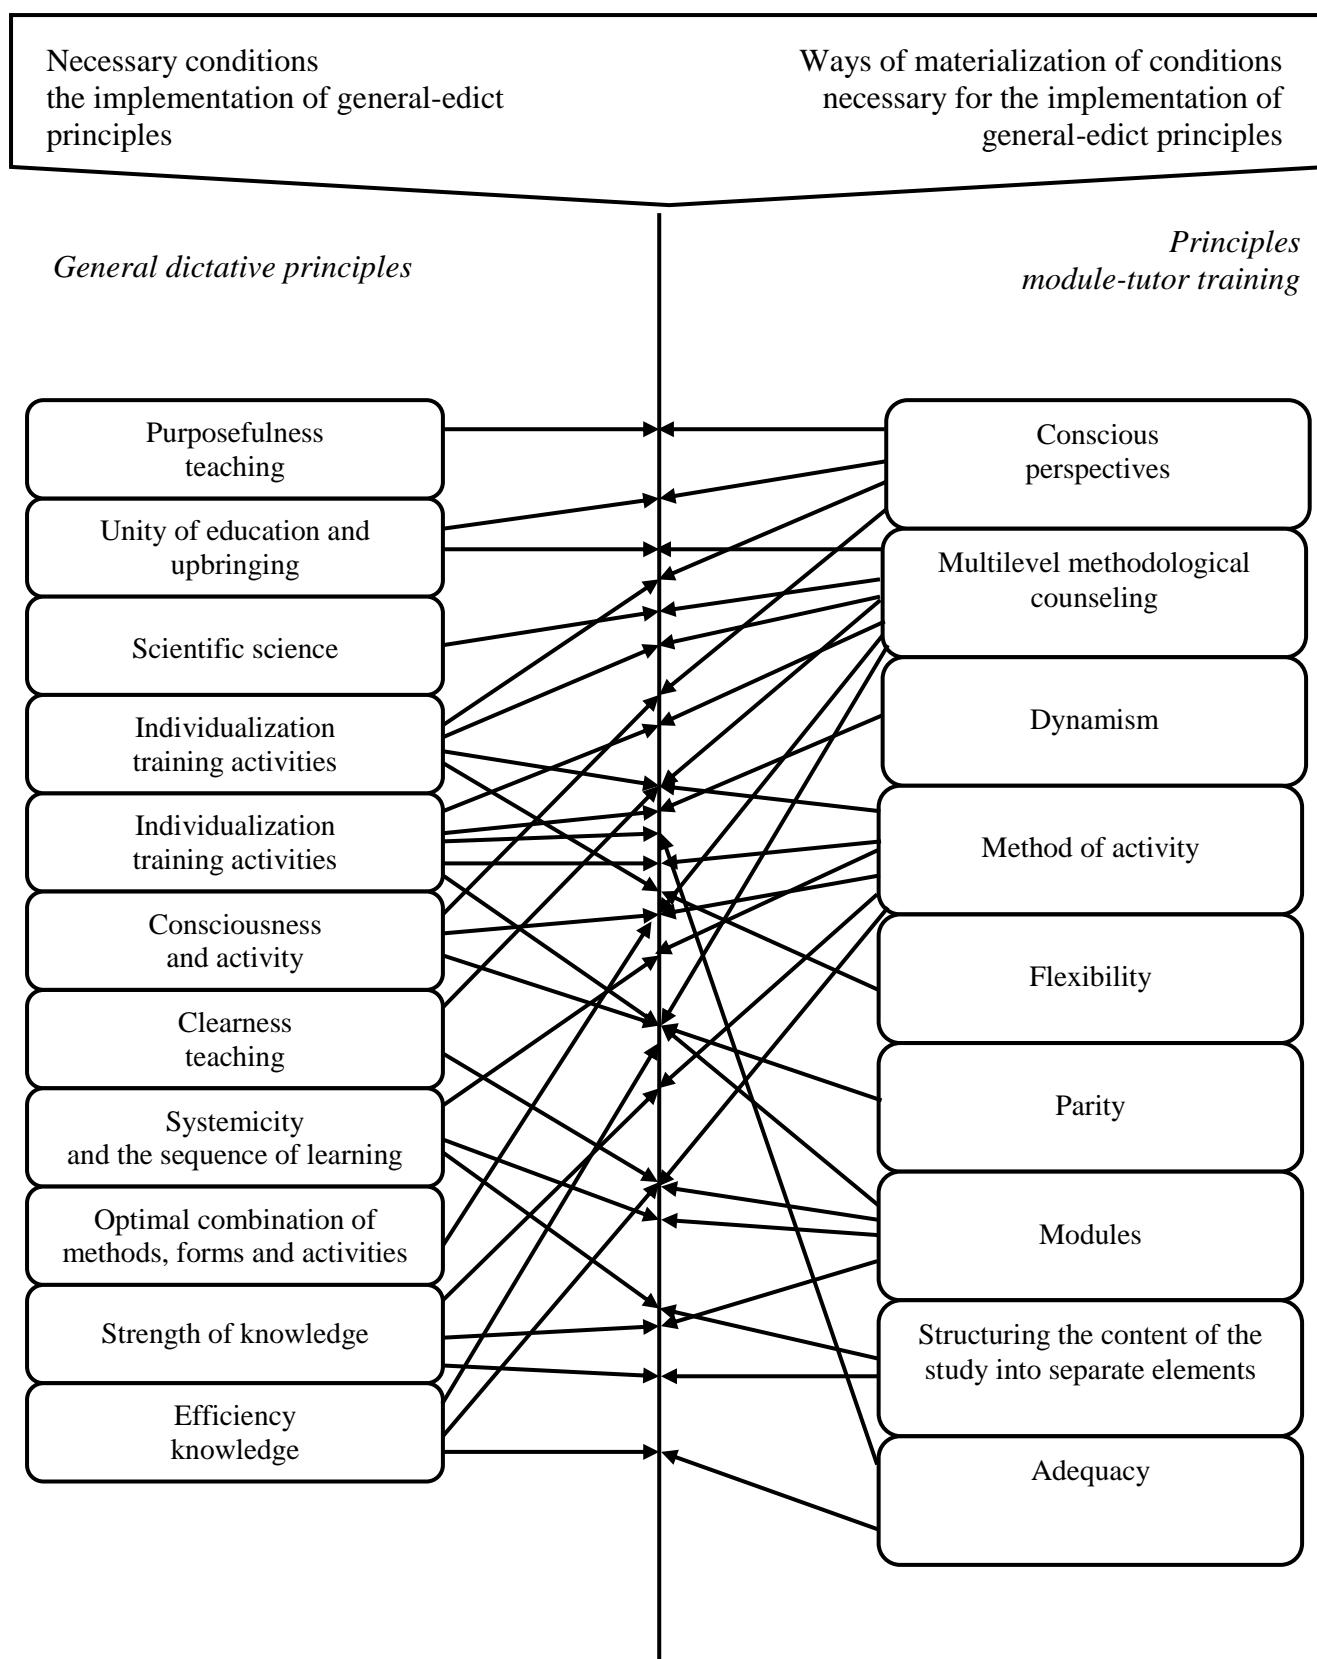 Necessary conditions
the implementation of general-edict
principles
Ways of materialization of conditions
necessary for the implementation of
general-edict principles
General dictative principles
Principles
module-tutor training
Purposefulness
teaching
Unity of education and
upbringing
Scientific science
Individualization
training activities
Individualization
training activities
Consciousness
and activity
Clearness
teaching
Systemicity
and the sequence of learning
Optimal combination of
methods, forms and activities
Strength of knowledge
Efficiency
knowledge
Conscious
perspectives
Multilevel methodological
counseling
Dynamism
Method of activity
Flexibility
Parity
Modules
Structuring the content of the
study into separate elements
Adequacy